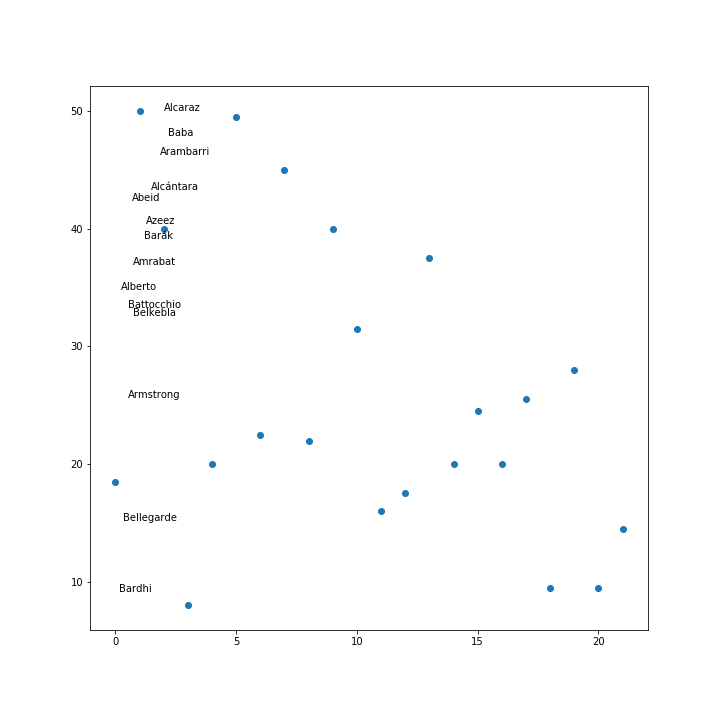 50
Alcaraz
Baba
Arambarri
Alcántara
Abeid
Azeez
40
Barák
Amrabat
Alberto
Battocchio
Belkebla
30
Armstrong
20
Bellegarde
10
Bardhi
0 5 10 15 20